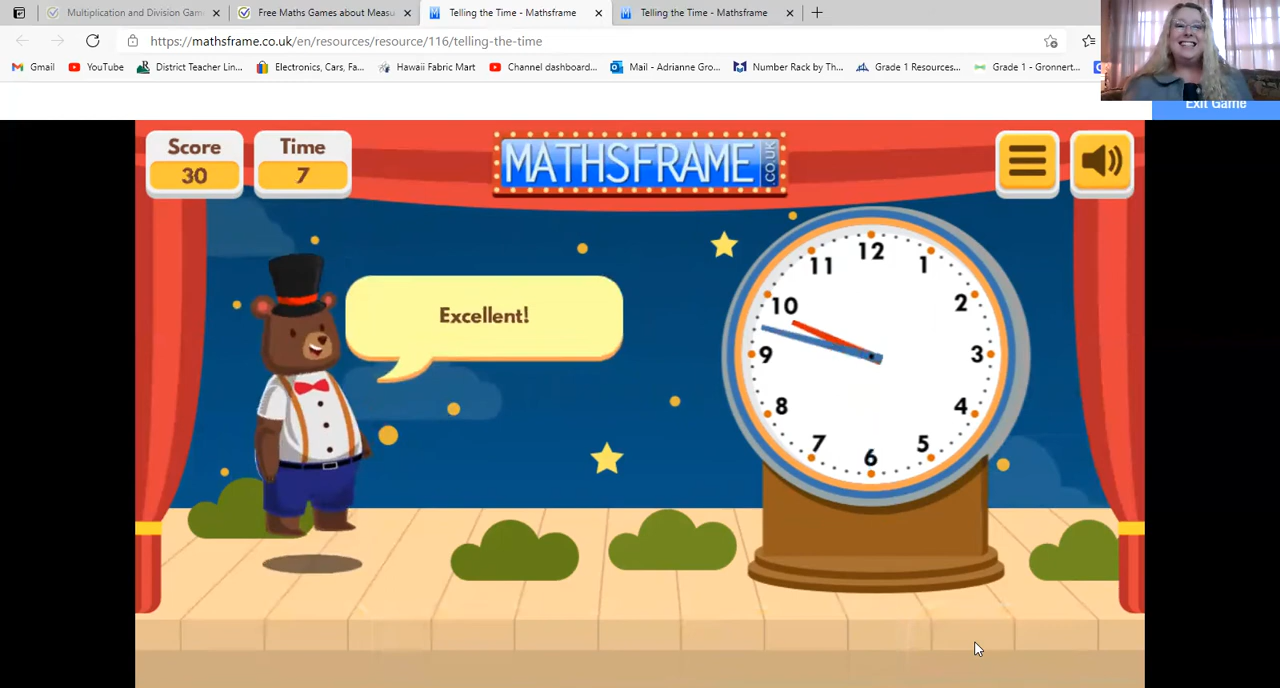 Multiplication and Division Gam
Free Maths Games about Measu
Telling the Time - Mathsframe
Telling the Time - Mathsframe
https://mathsframe.co.uk/en/resources/resource/116/telling-the-time
Gmail
YouTube
District Teacher Lin...
Electronics, Cars, Fa...
Hawaii Fabric Mart
Channel dashboard...
Mail - Adrianne Gro...
Number Rack by Th...
Grade 1 Resources...
Grade 1 - Gronnert...
Exit Game
Score
30
Time
7
MATHSFRAME
.CO.UK
Excellent!
12
1
2
3
4
5
6
7
8
9
10
11